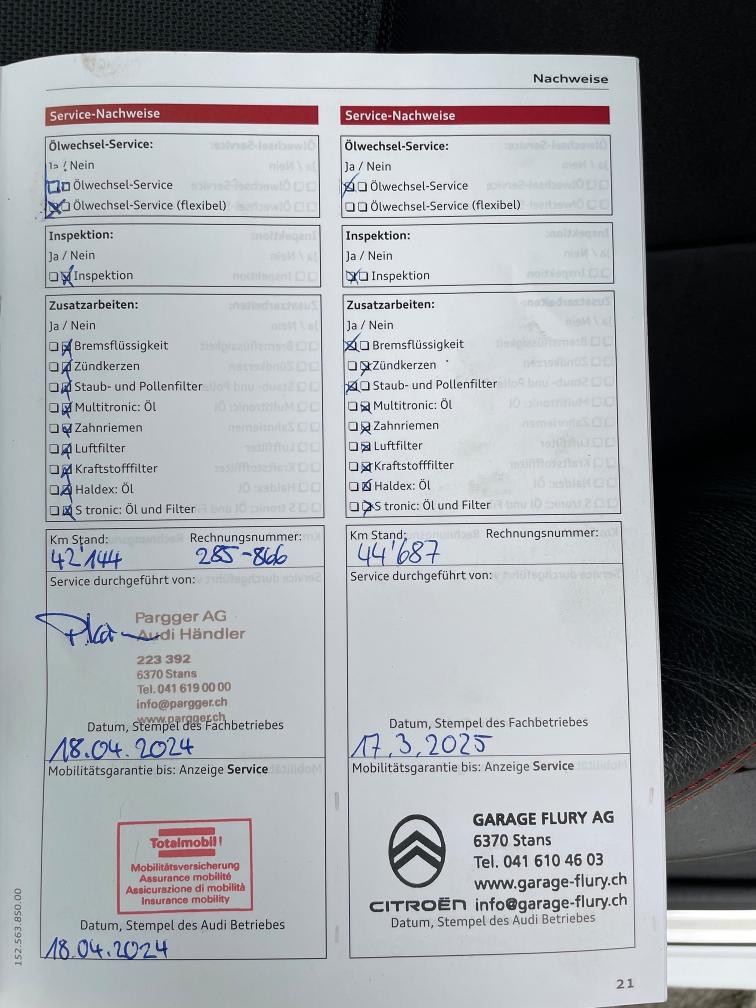 Nachweise
Service-Nachweise
Ölwechsel-Service:
Ja / Nein
Ölwechsel-Service
Ölwechsel-Service (flexibel)
Inspektion:
Ja / Nein
Inspektion
Zusatzarbeiten:
Ja / Nein
Bremsflüssigkeit
Zündkerzen
Staub- und Pollenfilter
Multitronic: Öl
Zahnriemen
Luftfilter
Kraftstofffilter
Haldex: Öl
S tronic: Öl und Filter
Km Stand: Rechnungsnummer:
42'144 285-866
Service durchgeführt von:
Pargger AG
Audi Händler
223 392
6370 Stans
Tel. 041 619 00 00
info@pargger.ch
www.pargger.ch
Datum, Stempel des Fachbetriebes
18.04.2024
Mobilitätsgarantie bis: Anzeige Service
Totalmobil!
Mobilitätsversicherung
Assurance mobilité
Assicurazione di mobilità
Insurance mobility
Datum, Stempel des Audi Betriebes
18.04.2024
Service-Nachweise
Ölwechsel-Service:
Ja / Nein
Ölwechsel-Service
Ölwechsel-Service (flexibel)
Inspektion:
Ja / Nein
Inspektion
Zusatzarbeiten:
Ja / Nein
Bremsflüssigkeit
Zündkerzen
Staub- und Pollenfilter
Multitronic: Öl
Zahnriemen
Luftfilter
Kraftstofffilter
Haldex: Öl
S tronic: Öl und Filter
Km Stand: Rechnungsnummer:
44'687
Service durchgeführt von:
Datum, Stempel des Fachbetriebes
17.3.2025
Mobilitätsgarantie bis: Anzeige Service
GARAGE FLURY AG
6370 Stans
Tel. 041 610 46 03
www.garage-flury.ch
CITROËN info@garage-flury.ch
Datum, Stempel des Audi Betriebes
152.563.850.00
21